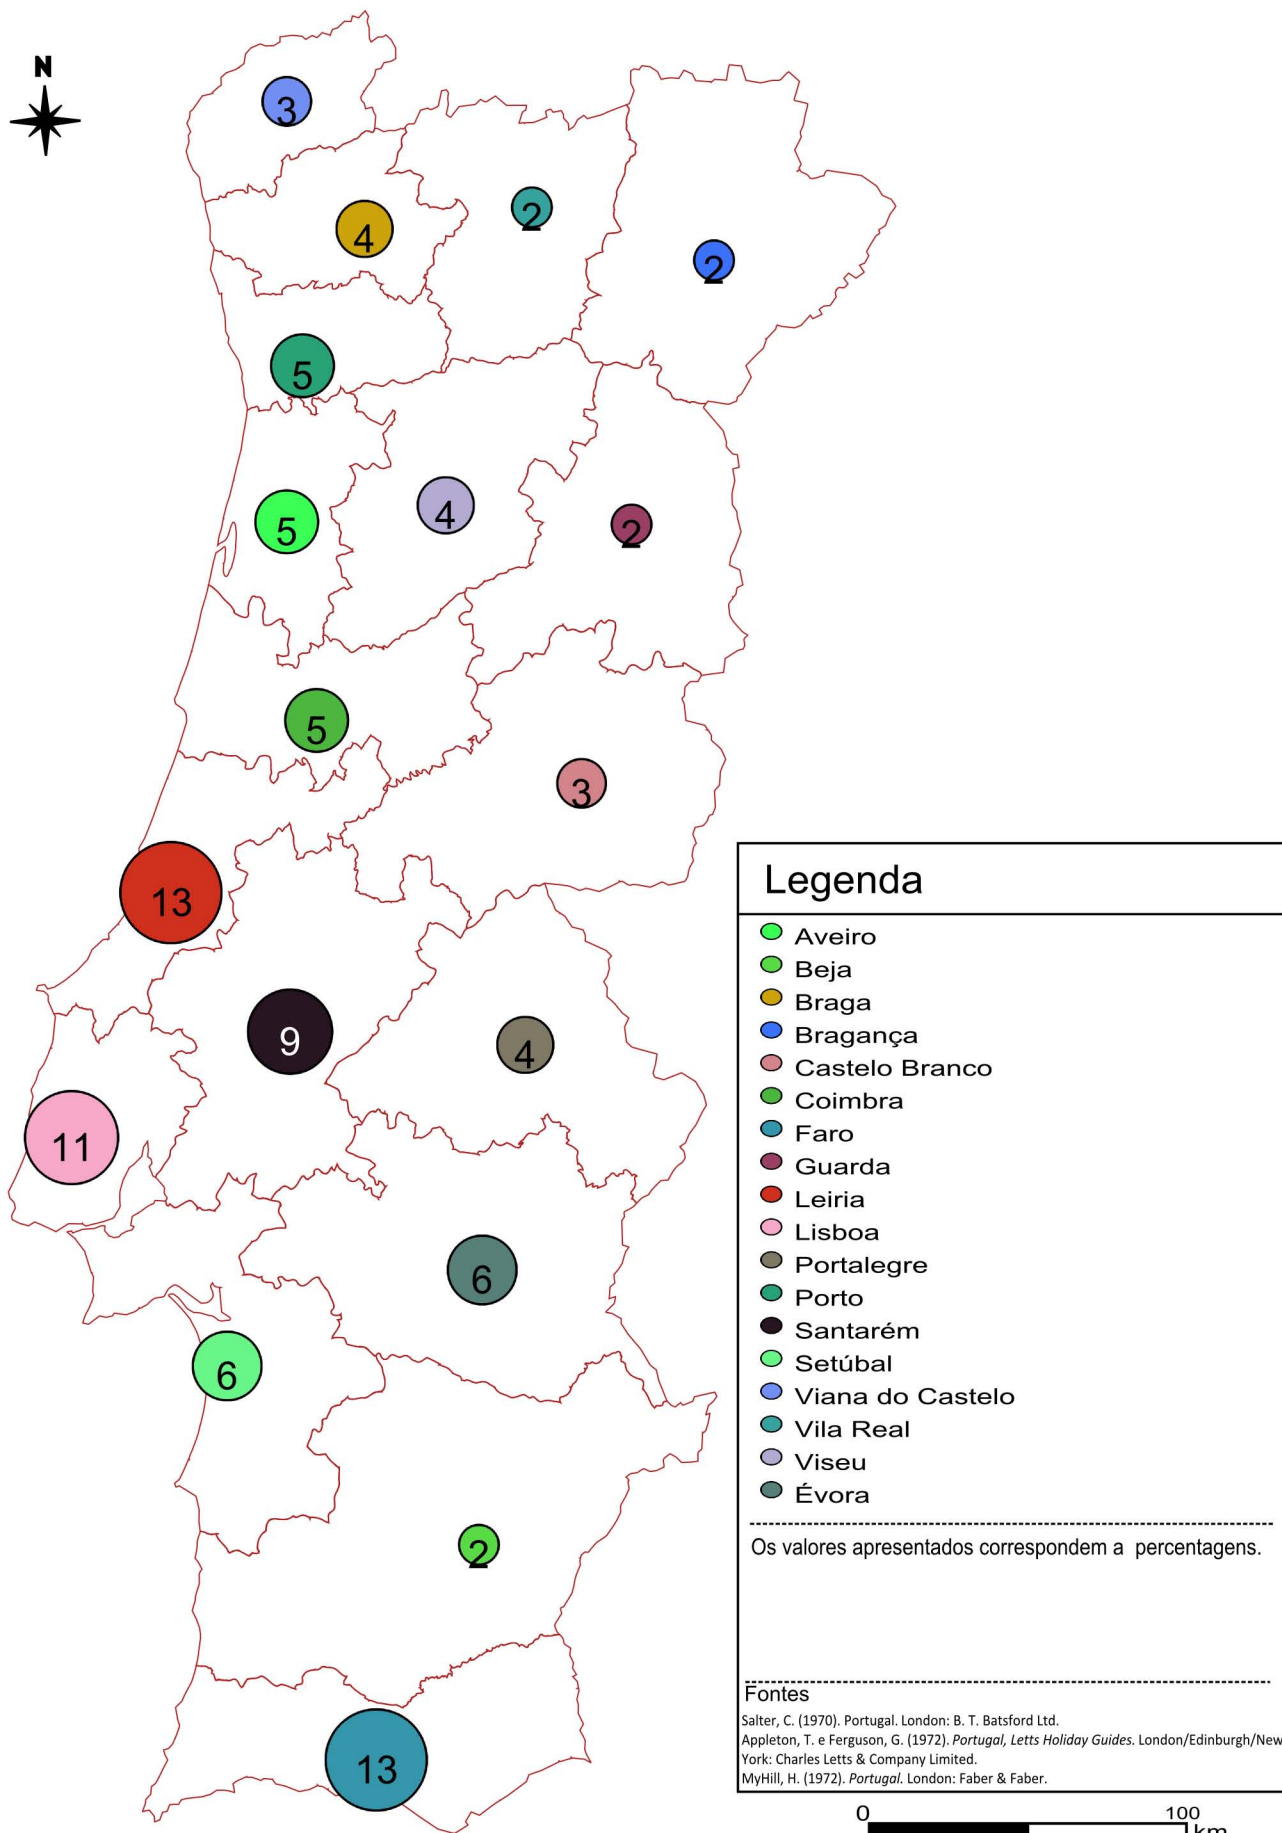 N
3
2
4
2
5
4
5
2
5
3
13
9
4
11
6
6
2
13
Legenda
Aveiro
Beja
Braga
Bragança
Castelo Branco
Coimbra
Faro
Guarda
Leiria
Lisboa
Portalegre
Porto
Santarém
Setúbal
Viana do Castelo
Vila Real
Viseu
Évora
Os valores apresentados correspondem a percentagens.
Fontes
Salter, C. (1970). Portugal. London: B. T. Batsford Ltd.
Appleton, T. e Ferguson, G. (1972). Portugal, Letts Holiday Guides. London/Edinburgh/New
York: Charles Letts & Company Limited.
MyHill, H. (1972). Portugal. London: Faber & Faber.
0 100
km